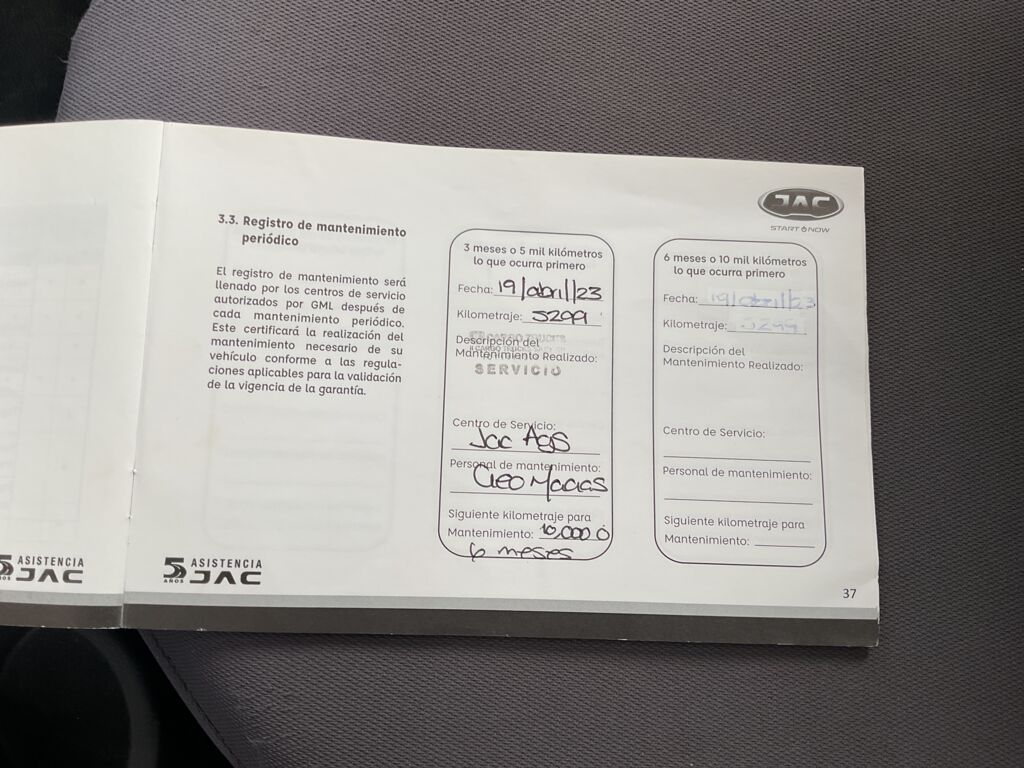 JAC
START NOW
3.3. Registro de mantenimiento
periódico
El registro de mantenimiento será
llenado por los centros de servicio
autorizados por GML después de
cada mantenimiento periódico.
Este certificará la realización del
mantenimiento necesario de su
vehículo conforme a las regula-
ciones aplicables para la validación
de la vigencia de la garantía.
3 meses o 5 mil kilómetros
lo que ocurra primero
Fecha: 19/abril/23
Kilometraje: 5299
Descripción del
Mantenimiento Realizado:
SERVICIO
Centro de Servicio:
Jac Ags
Personal de mantenimiento:
Cleo Macias
Siguiente kilometraje para
Mantenimiento: 10,000 ó
6 meses
6 meses o 10 mil kilómetros
lo que ocurra primero
Fecha: 19/abril/23
Kilometraje: 5299
Descripción del
Mantenimiento Realizado:
Centro de Servicio:
Personal de mantenimiento:
Siguiente kilometraje para
Mantenimiento:
5 AÑOS ASISTENCIA
JAC
ASISTENCIA
JAC
37